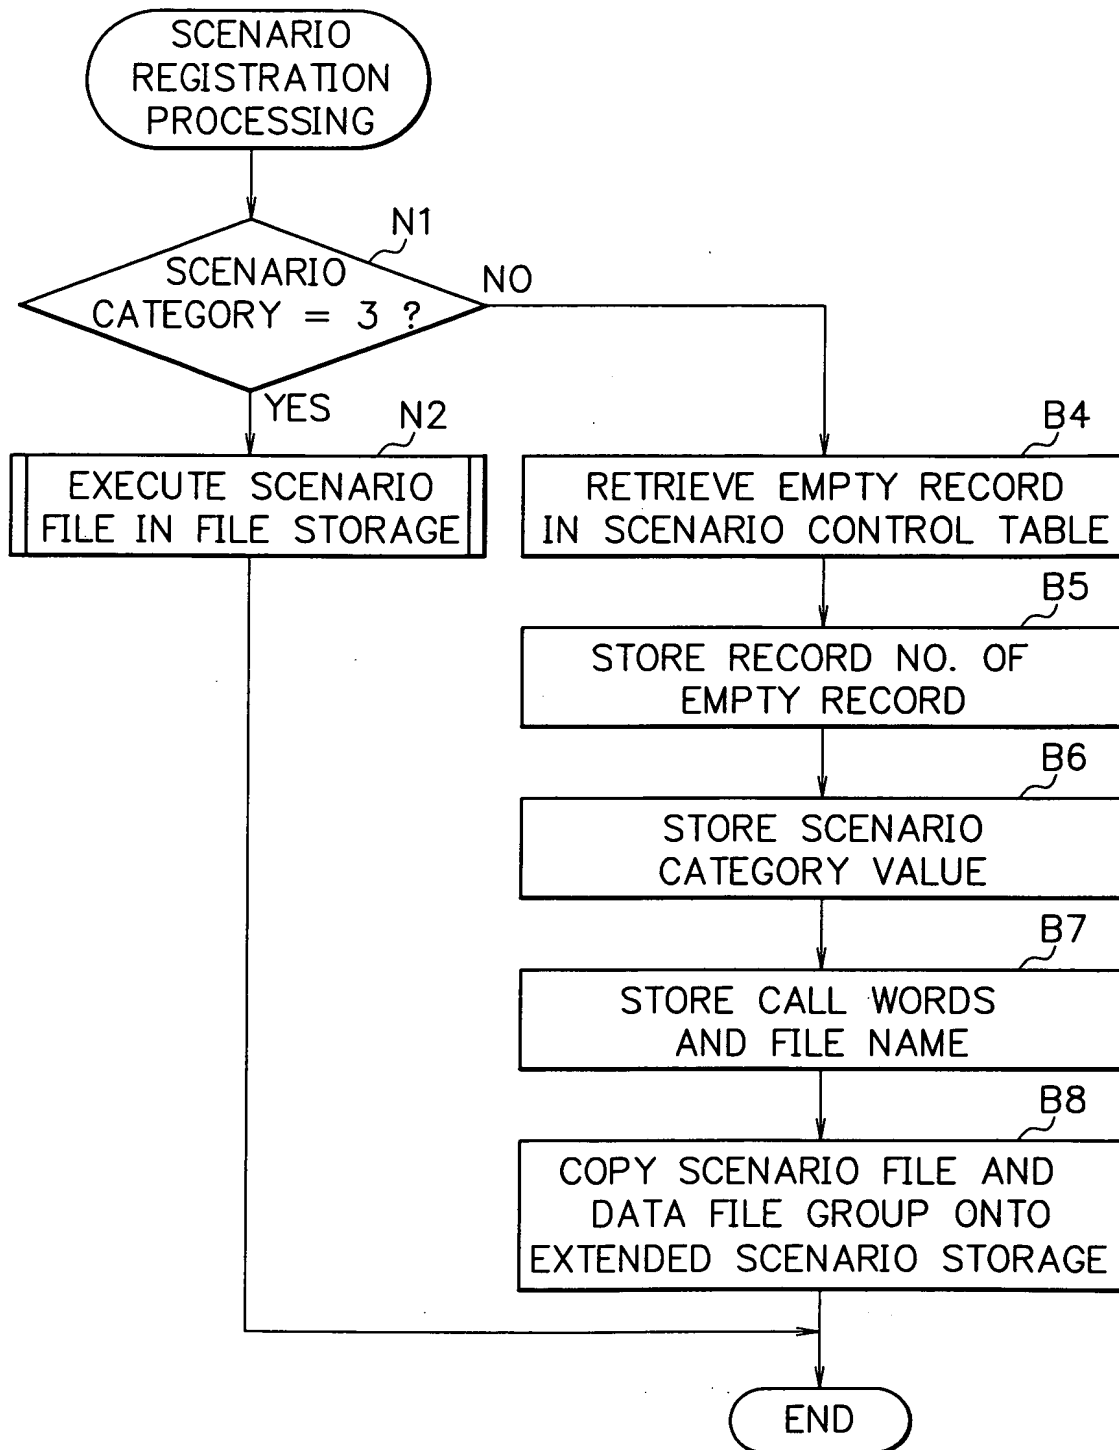 SCENARIO
REGISTRATION
PROCESSING
N1
SCENARIO
CATEGORY = 3 ?
NO
YES
N2
EXECUTE SCENARIO
FILE IN FILE STORAGE
B4
RETRIEVE EMPTY RECORD
IN SCENARIO CONTROL TABLE
B5
STORE RECORD NO. OF
EMPTY RECORD
B6
STORE SCENARIO
CATEGORY VALUE
B7
STORE CALL WORDS
AND FILE NAME
B8
COPY SCENARIO FILE AND
DATA FILE GROUP ONTO
EXTENDED SCENARIO STORAGE
END